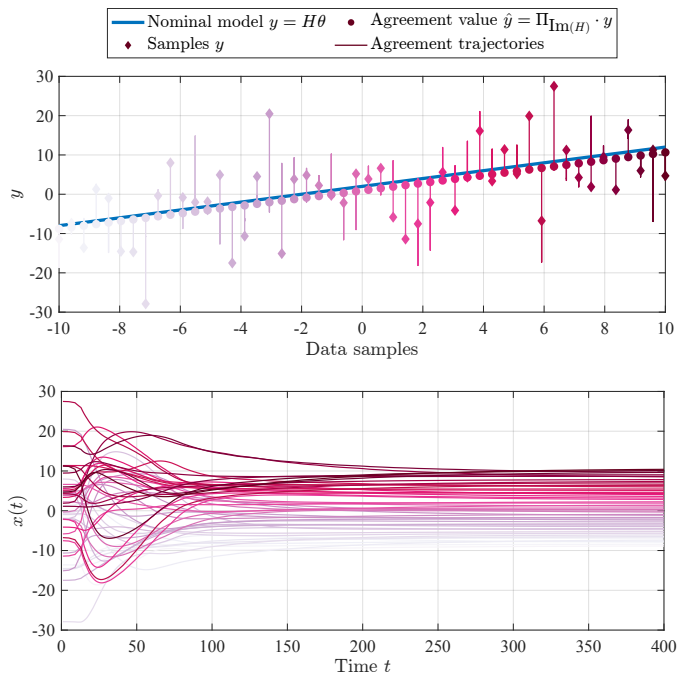 Nominal model y = Hθ
Agreement value ŷ = Π_Im(H) · y
Samples y
Agreement trajectories
30
20
10
0
-10
-20
-30
y
-10 -8 -6 -4 -2 0 2 4 6 8 10
Data samples
30
20
10
0
-10
-20
-30
x(t)
0 50 100 150 200 250 300 350 400
Time t